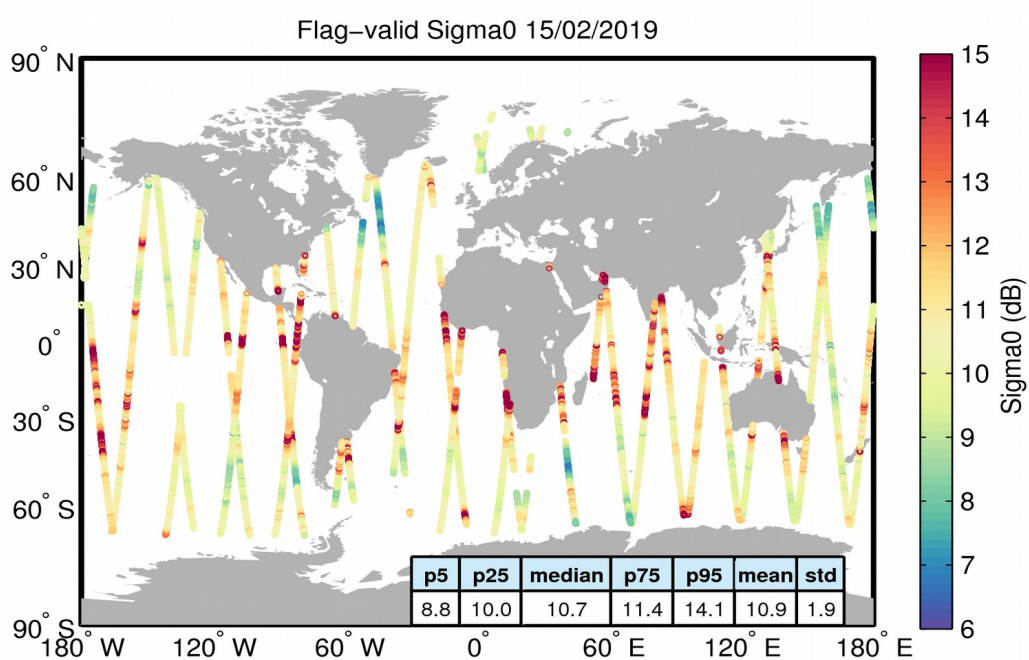 Flag−valid Sigma0 15/02/2019
90° N
60° N
30° N
0°
30° S
60° S
90° S
180° W
120° W
60° W
0°
60° E
120° E
180° E
15
14
13
12
11
10
9
8
7
6
Sigma0 (dB)
p5 p25 median p75 p95 mean std
8.8 10.0 10.7 11.4 14.1 10.9 1.9